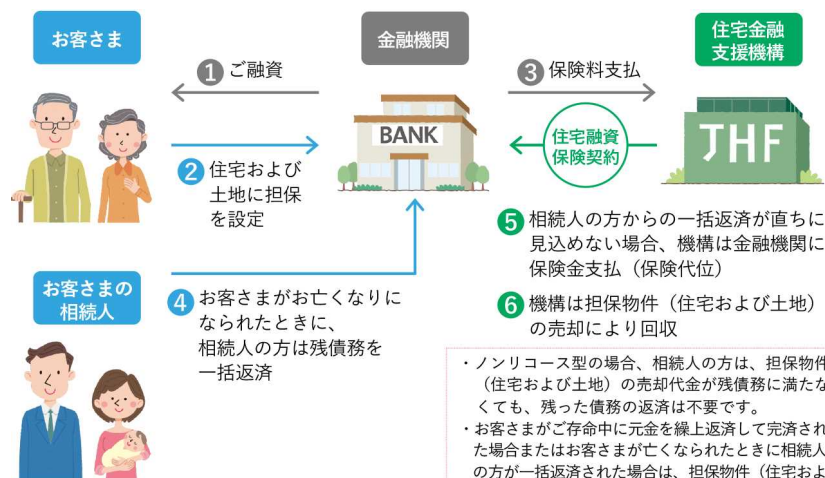 お客さま
金融機関
住宅金融
支援機構
1 ご融資
3 保険料支払
BANK
住宅融資
保険契約
JHF
2 住宅および
土地に担保
を設定
5 相続人の方からの一括返済が直ちに
見込めない場合、機構は金融機関に
保険金支払（保険代位）
お客さまの
相続人
4 お客さまがお亡くなりに
なられたときに、
相続人の方は残債務を
一括返済
6 機構は担保物件（住宅および土地）
の売却により回収
・ノンリコース型の場合、相続人の方は、担保物件
（住宅および土地）の売却代金が残債務に満たな
くても、残った債務の返済は不要です。
・お客さまがご存命中に元金を繰上返済して完済され
た場合またはお客さまが亡くなられたときに相続人
の方が一括返済された場合は、担保物件（住宅およ